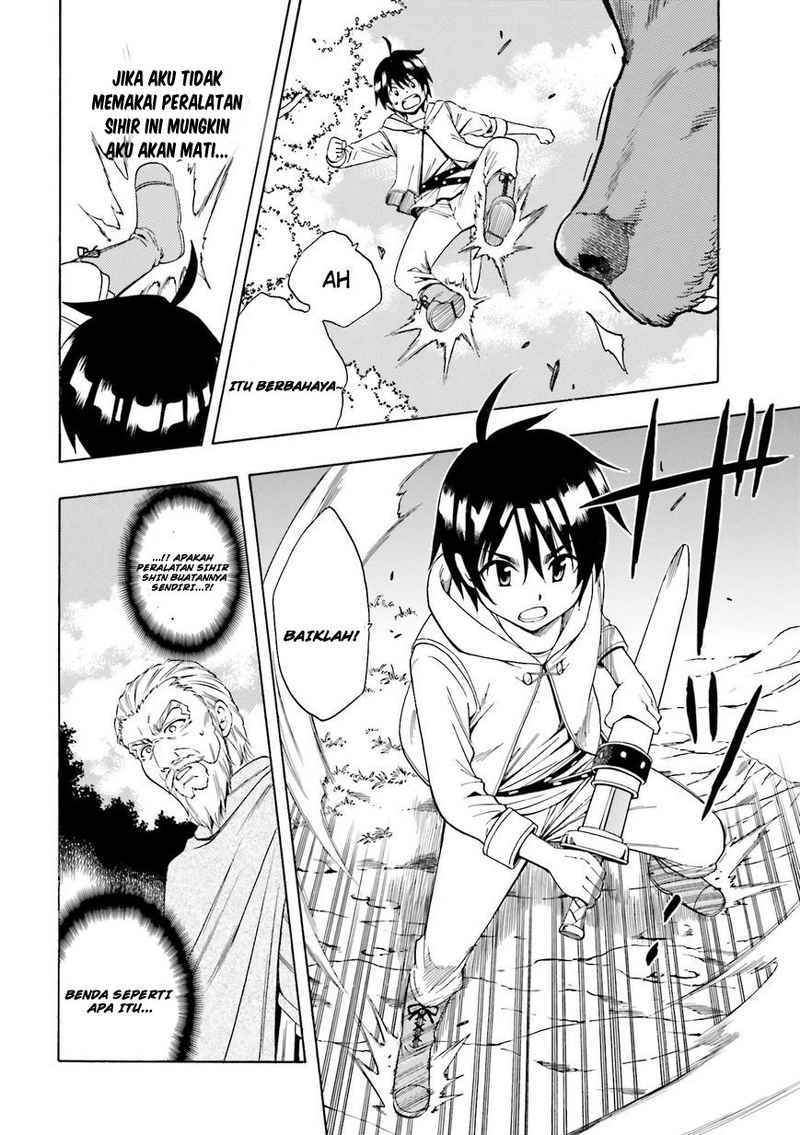 AH
ITU BERBAHAYA
JIKA AKU TIDAK
MEMAKAI PERALATAN
SIHIR INI MUNGKIN
AKU AKAN MATI...
BAIKLAH!
...!! APAKAH
PERALATAN SIHIR
SHIN BUATANNYA
SENDIRI...?!
BENDA SEPERTI
APA ITU...